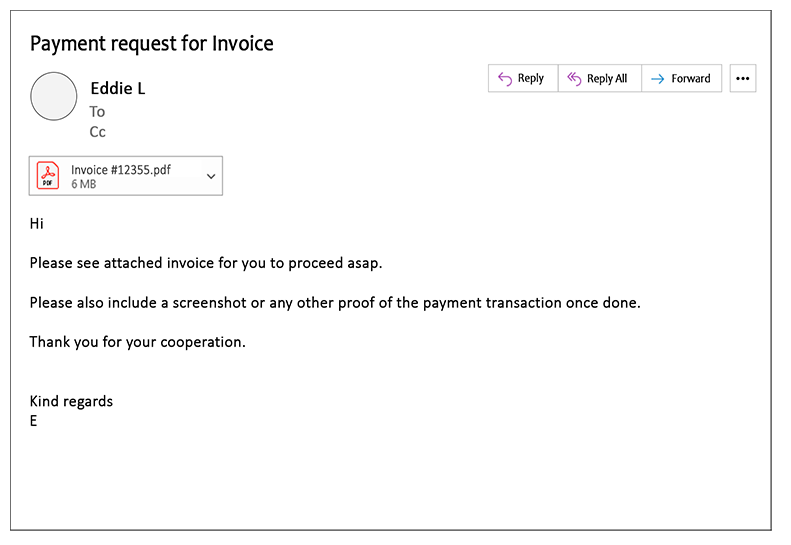 Payment request for Invoice
Eddie L
Reply
Reply All
Forward
To
Cc
PDF
Invoice #12355.pdf
6 MB
Hi
Please see attached invoice for you to proceed asap.
Please also include a screenshot or any other proof of the payment transaction once done.
Thank you for your cooperation.
Kind regards
E